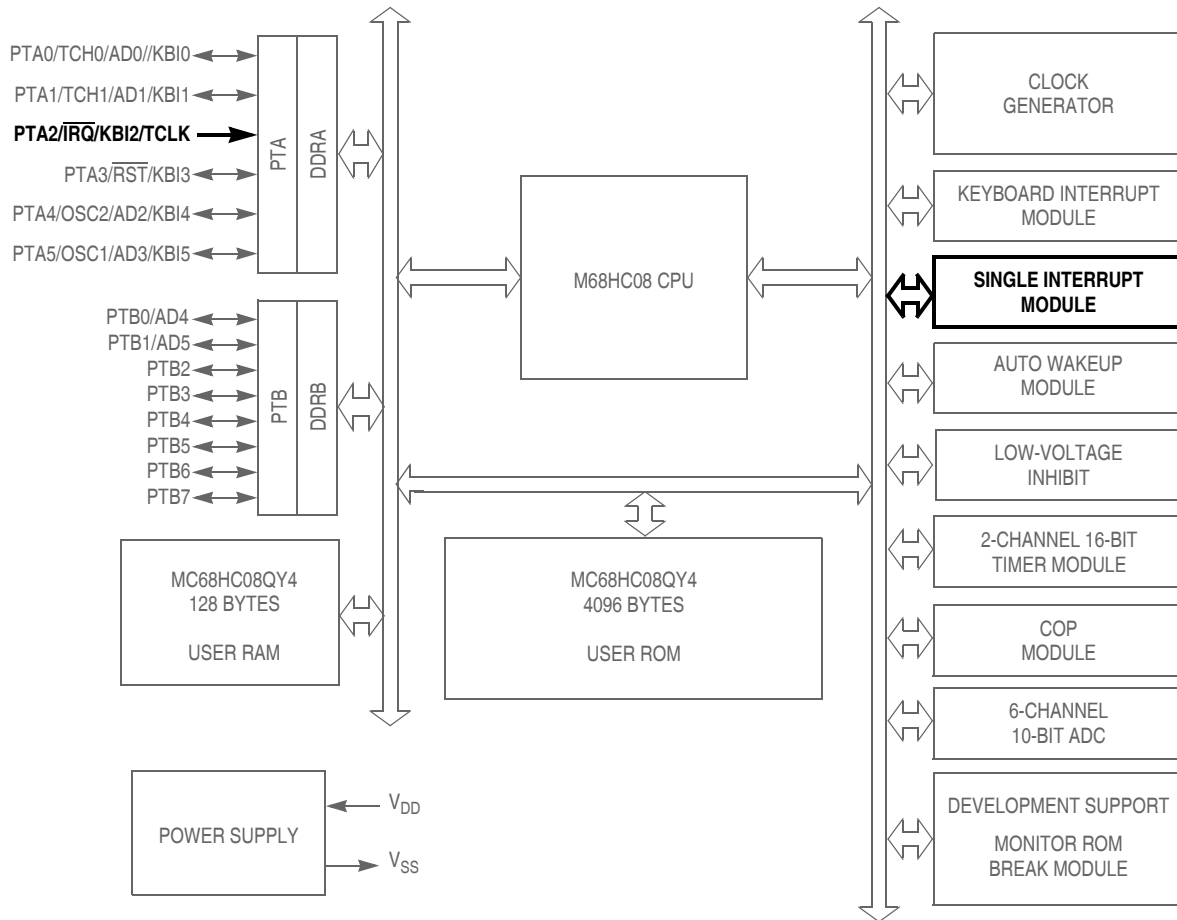 PTA0/TCH0/AD0//KBI0
PTA1/TCH1/AD1/KBI1
PTA2/I̅R̅Q̅/KBI2/TCLK
PTA3/R̅S̅T̅/KBI3
PTA4/OSC2/AD2/KBI4
PTA5/OSC1/AD3/KBI5
PTA
DDRA
PTB0/AD4
PTB1/AD5
PTB2
PTB3
PTB4
PTB5
PTB6
PTB7
PTB
DDRB
MC68HC08QY4
128 BYTES
USER RAM
POWER SUPPLY
VDD
VSS
M68HC08 CPU
MC68HC08QY4
4096 BYTES
USER ROM
CLOCK
GENERATOR
KEYBOARD INTERRUPT
MODULE
SINGLE INTERRUPT
MODULE
AUTO WAKEUP
MODULE
LOW-VOLTAGE
INHIBIT
2-CHANNEL 16-BIT
TIMER MODULE
COP
MODULE
6-CHANNEL
10-BIT ADC
DEVELOPMENT SUPPORT
MONITOR ROM
BREAK MODULE